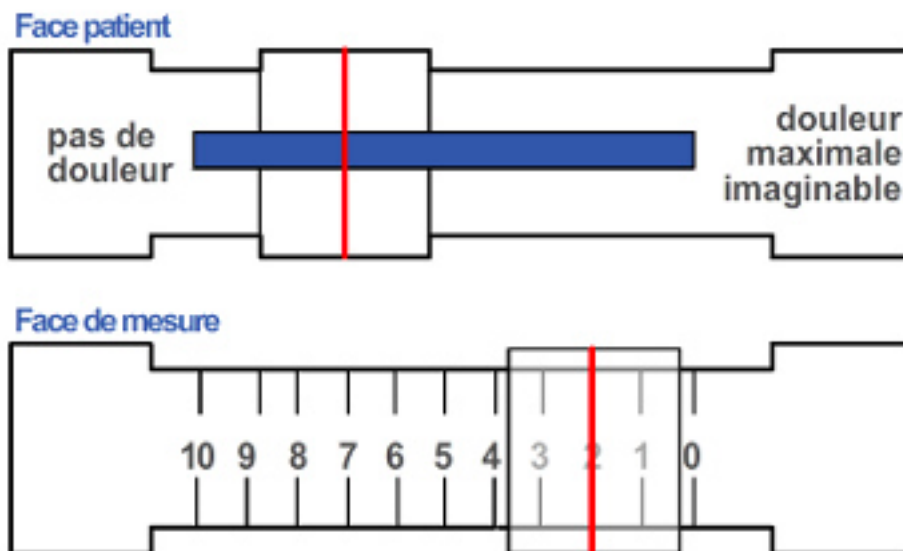 Face patient
pas de
douleur
douleur
maximale
imaginable
Face de mesure
10 9 8 7 6 5 4 3 2 1 0